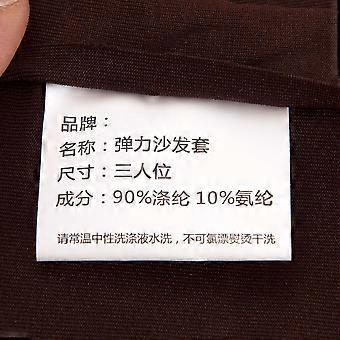 品牌：
名称：弹力沙发套
尺寸：三人位
成分：90%涤纶 10%氨纶
请常温中性洗涤液水洗，不可氯漂熨烫干洗